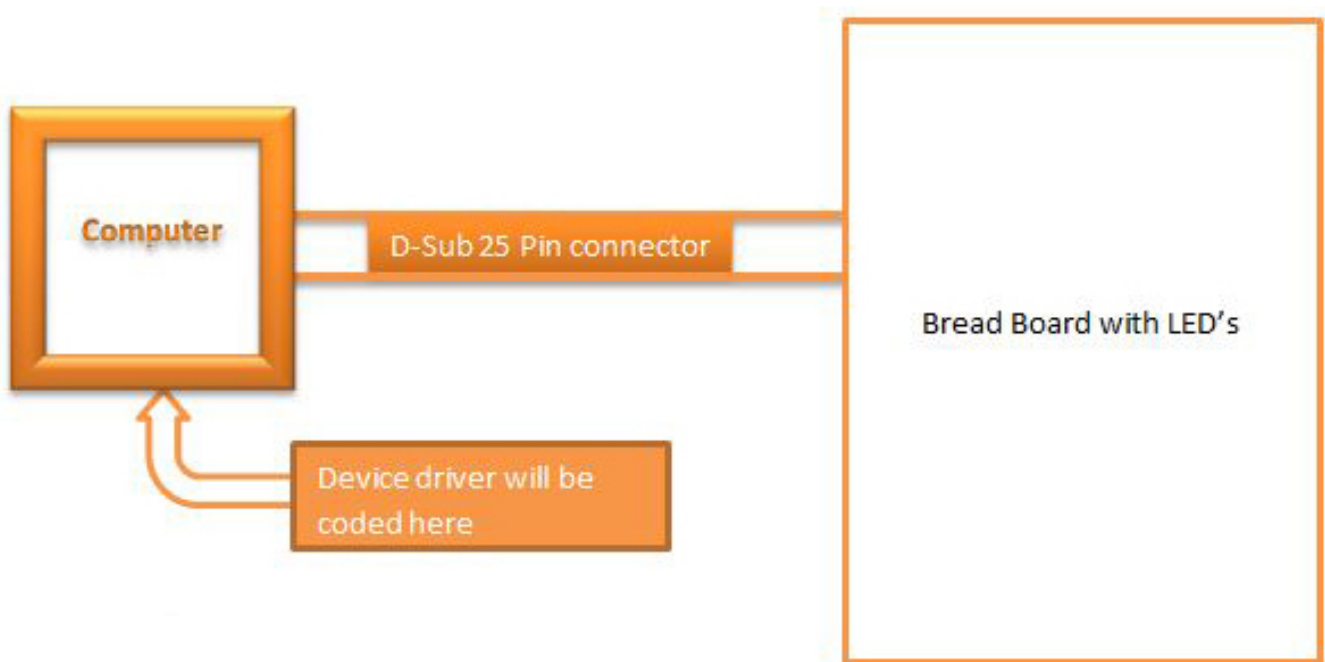 Computer
D-Sub 25 Pin connector
Bread Board with LED’s
Device driver will be
coded here